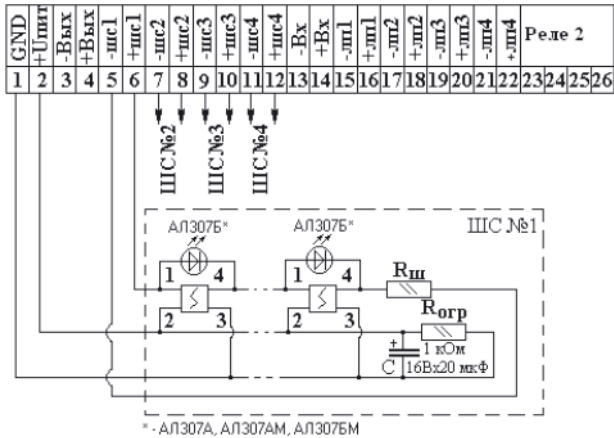 GND +Uпит -Вых +Вых -шс1 +шс1 -шс2 +шс2 -шс3 +шс3 -шс4 +шс4 -Вх +Вх -лп1 +лп1 -лп2 +лп2 -лп3 +лп3 -лп4 +лп4 Реле 2
1 2 3 4 5 6 7 8 9 10 11 12 13 14 15 16 17 18 19 20 21 22 23 24 25 26
ШС№2 ШС№3 ШС№4
ШС №1
АЛ307Б* АЛ307Б*
1 4 1 4 Rш
2 3 2 3 Rогр
+ 1 кОм
C 16Вх20 мкФ
* - АЛ307А, АЛ307АМ, АЛ307БМ